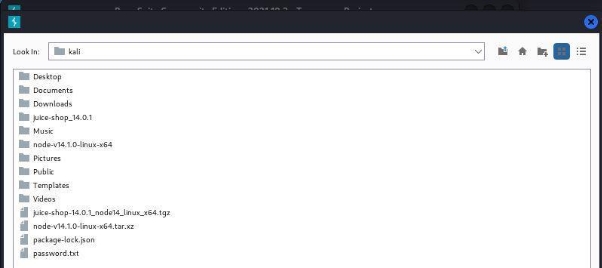 Look In:
kali
Desktop
Documents
Downloads
juice-shop_14.0.1
Music
node-v14.1.0-linux-x64
Pictures
Public
Templates
Videos
juice-shop-14.0.1_node14_linux_x64.tgz
node-v14.1.0-linux-x64.tar.xz
package-lock.json
password.txt